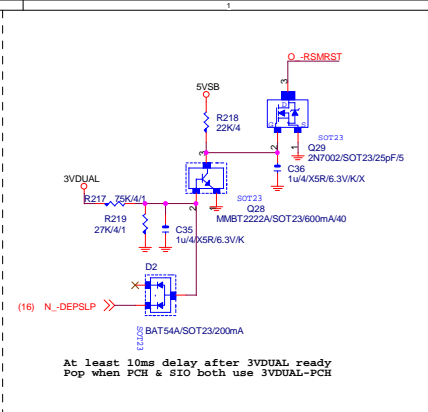 1
O_-RSMRST
3
5VSB
D
R218
22K/4
G
S
SOT23
2
1
Q29
2N7002/SOT23/25pF/5
3
C36
1u/4/X5R/6.3V/K/X
3VDUAL
R217
75K/4/1
SOT23
Q28
MMBT2222A/SOT23/600mA/40
2
R219
27K/4/1
C35
1u/4/X5R/6.3V/K
D2
(16) N_-DEPSLP
SOT23
BAT54A/SOT23/200mA
At least 10ms delay after 3VDUAL ready
Pop when PCH & SIO both use 3VDUAL-PCH